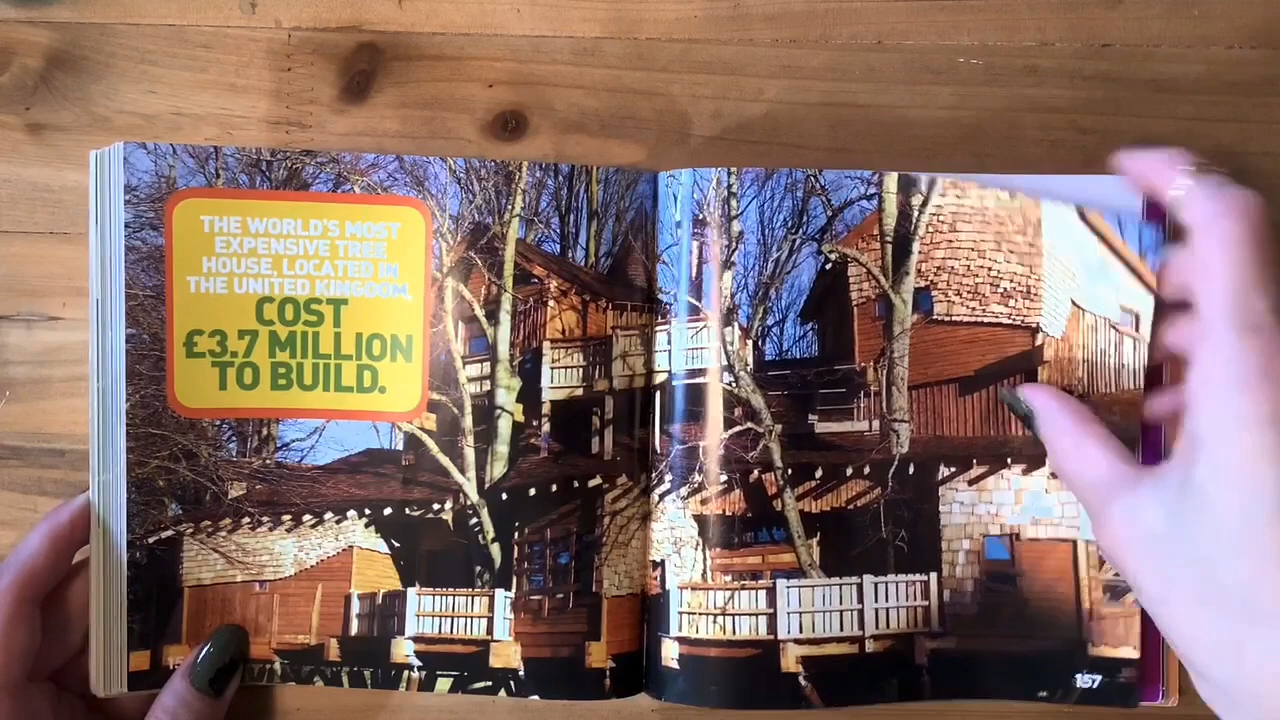 THE WORLD'S MOST
EXPENSIVE TREE
HOUSE, LOCATED IN
THE UNITED KINGDOM,
COST
£3.7 MILLION
TO BUILD.
157